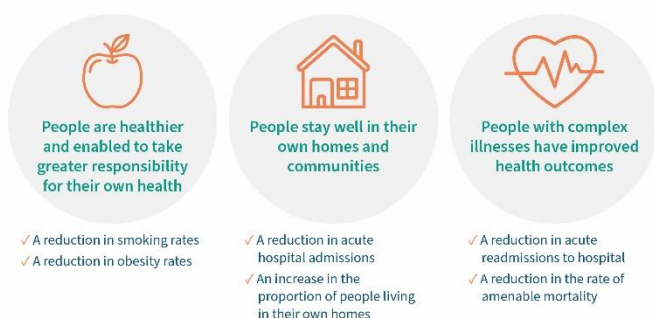 People are healthier
and enabled to take
greater responsibility
for their own health
✓ A reduction in smoking rates
✓ A reduction in obesity rates
People stay well in their
own homes and
communities
✓ A reduction in acute
hospital admissions
✓ An increase in the
proportion of people living
in their own homes
People with complex
illnesses have improved
health outcomes
✓ A reduction in acute
readmissions to hospital
✓ A reduction in the rate of
amenable mortality